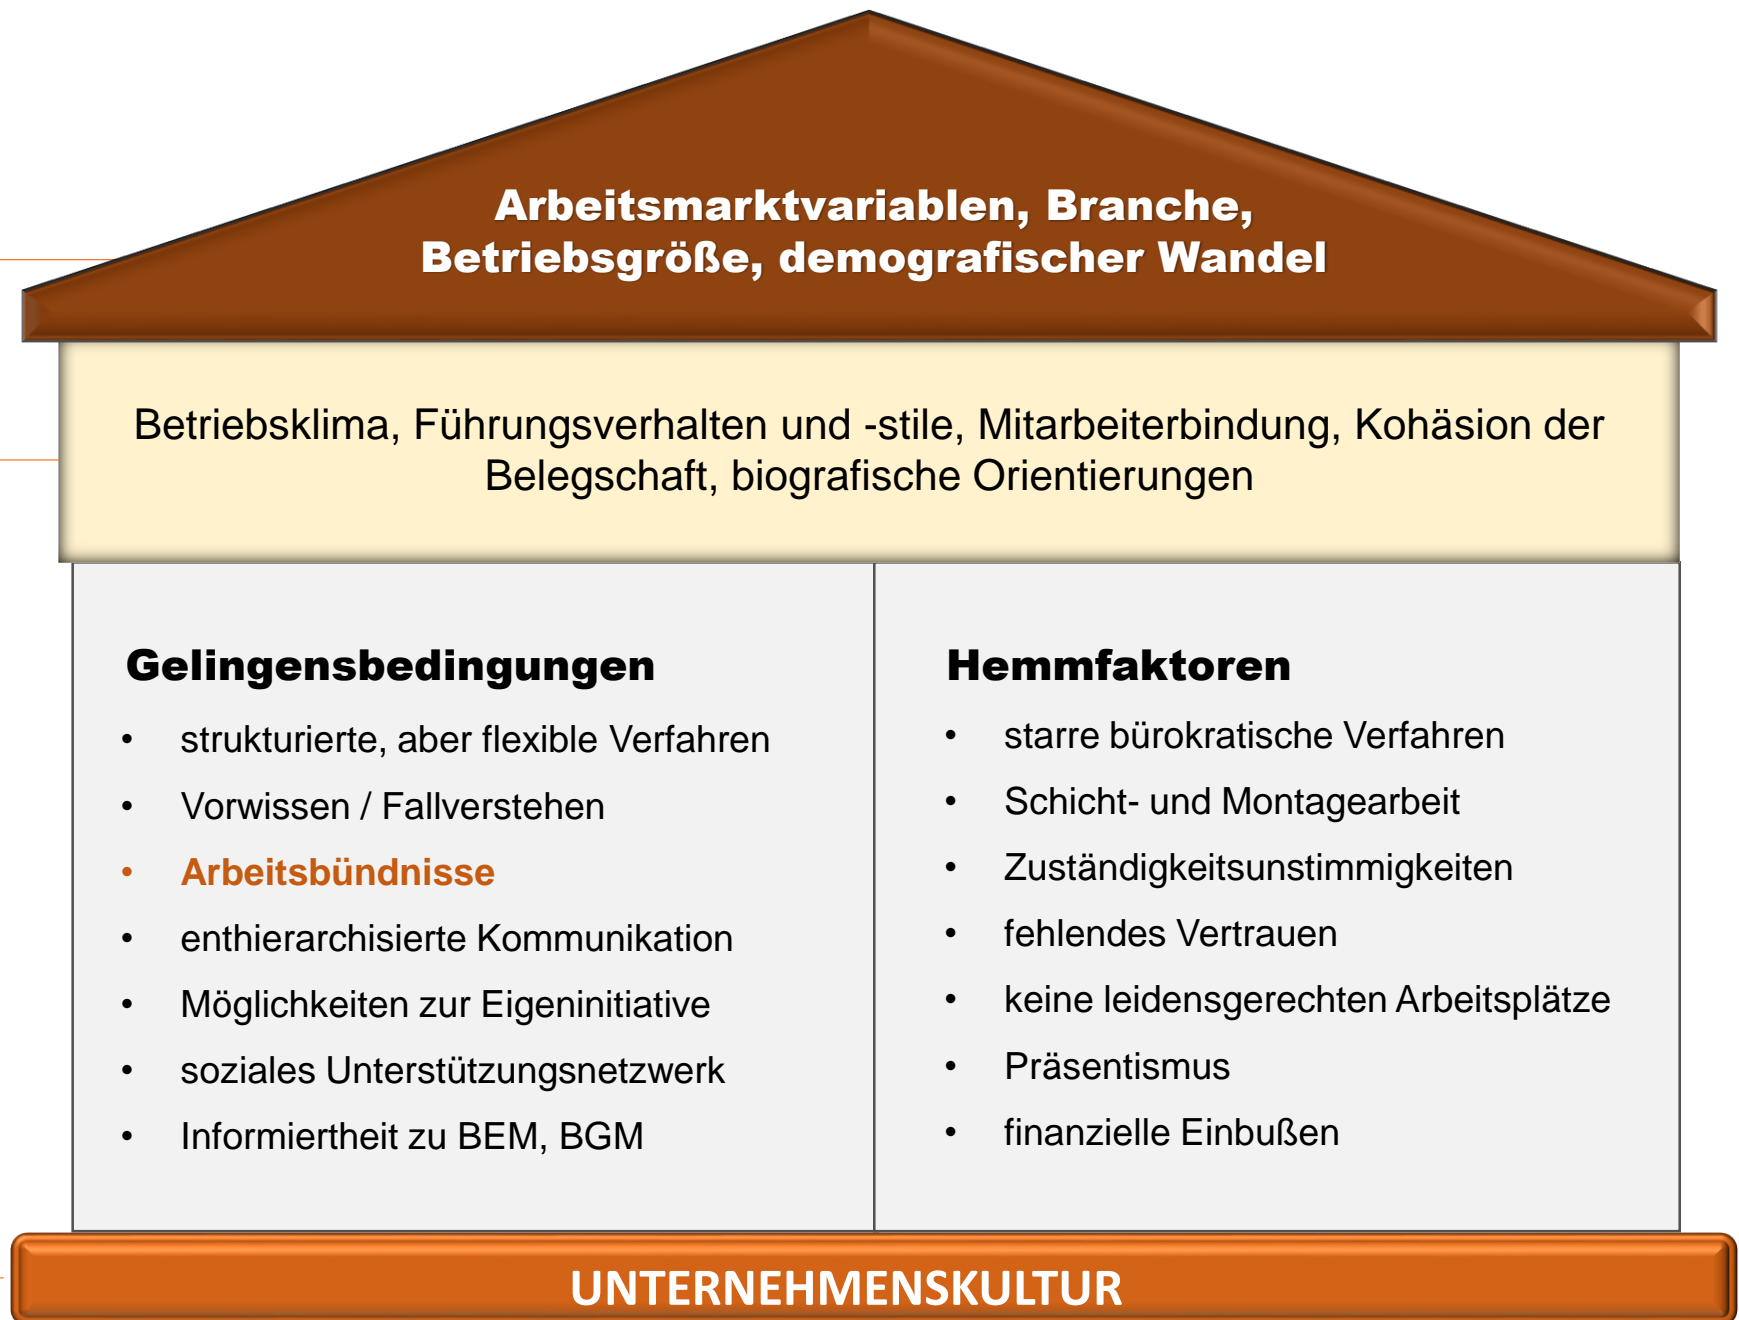 Arbeitsmarktvariablen, Branche,
Betriebsgröße, demografischer Wandel
Betriebsklima, Führungsverhalten und -stile, Mitarbeiterbindung, Kohäsion der
Belegschaft, biografische Orientierungen
Gelingensbedingungen
• strukturierte, aber flexible Verfahren
• Vorwissen / Fallverstehen
• Arbeitsbündnisse
• enthierarchisierte Kommunikation
• Möglichkeiten zur Eigeninitiative
• soziales Unterstützungsnetzwerk
• Informiertheit zu BEM, BGM
Hemmfaktoren
• starre bürokratische Verfahren
• Schicht- und Montagearbeit
• Zuständigkeitsunstimmigkeiten
• fehlendes Vertrauen
• keine leidensgerechten Arbeitsplätze
• Präsentismus
• finanzielle Einbußen
UNTERNEHMENSKULTUR